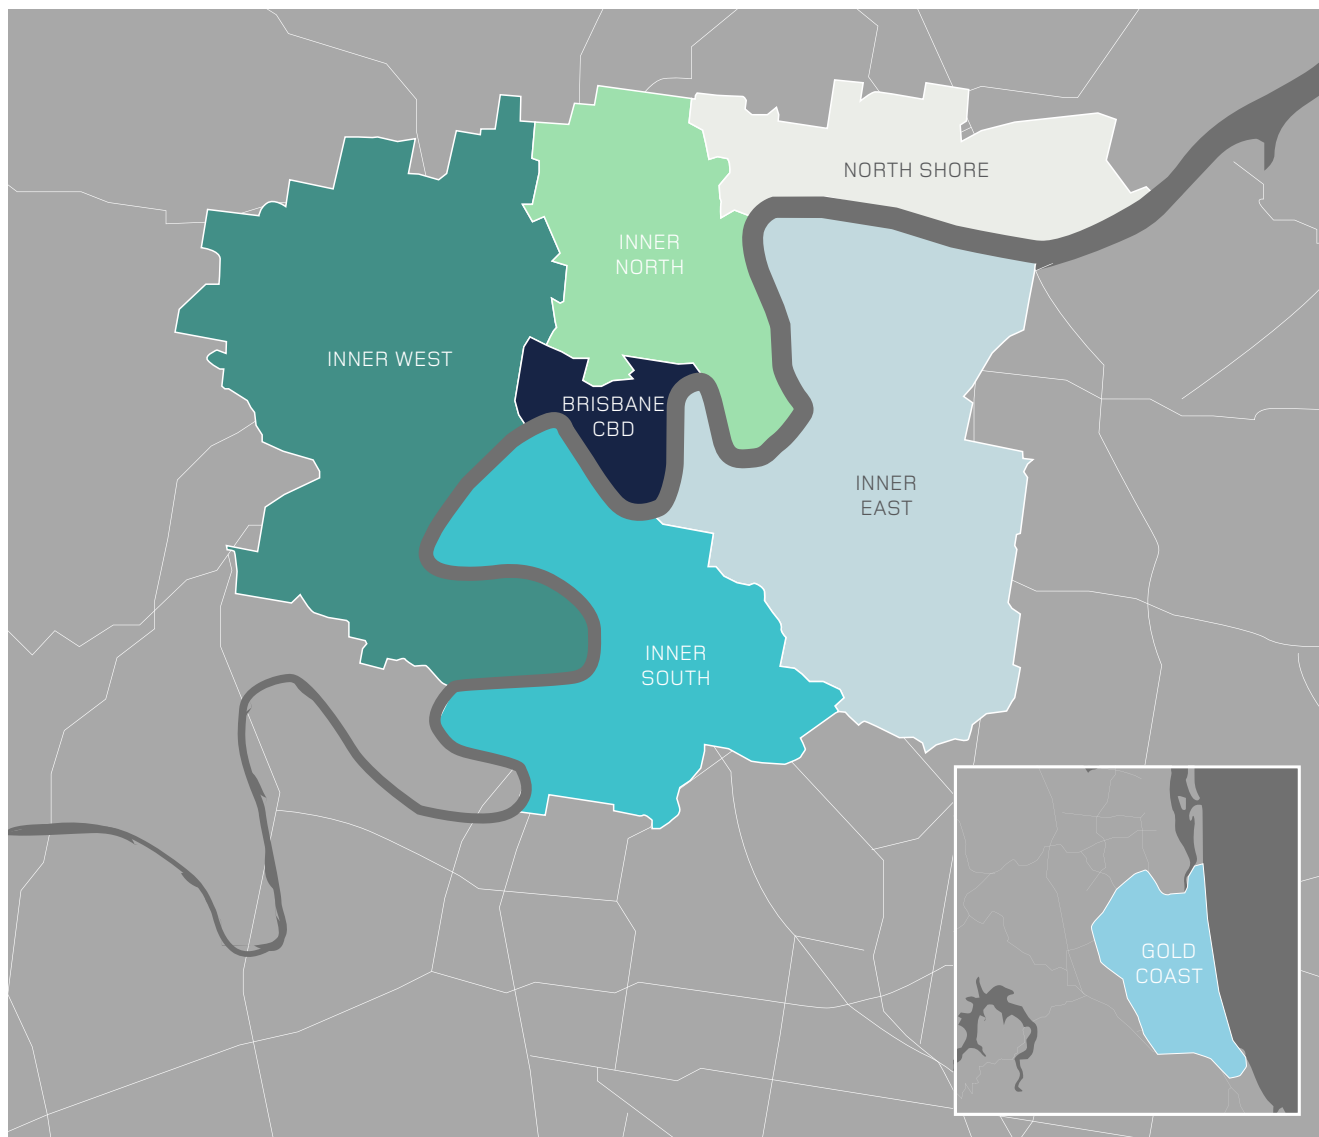 NORTH SHORE
INNER
NORTH
INNER WEST
BRISBANE
CBD
INNER
EAST
INNER
SOUTH
GOLD
COAST